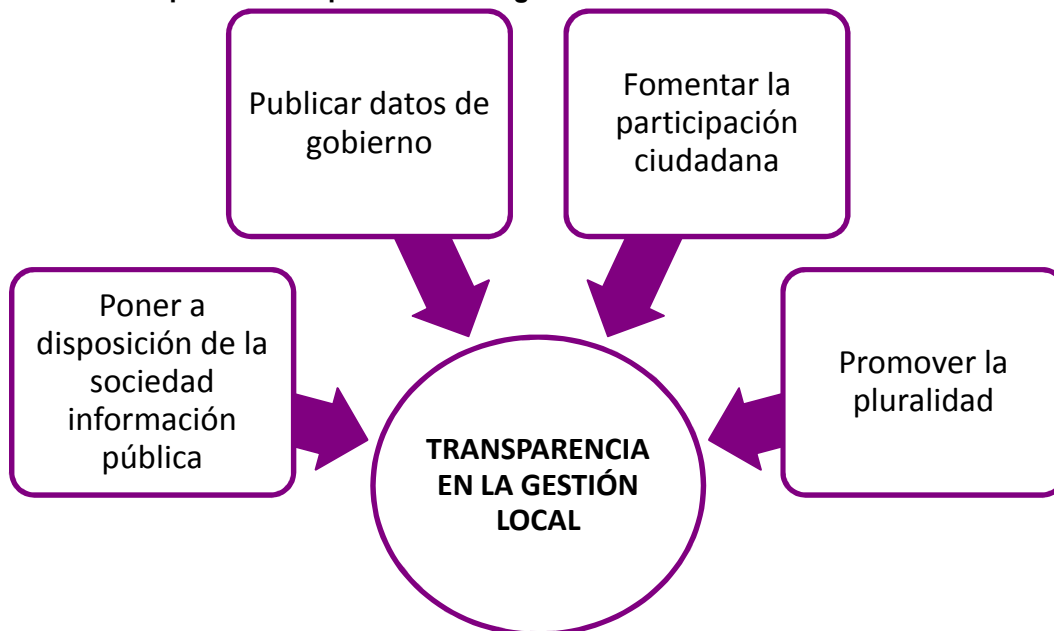 Poner a
disposición de la
sociedad
información
pública
Publicar datos de
gobierno
Fomentar la
participación
ciudadana
Promover la
pluralidad
TRANSPARENCIA
EN LA GESTIÓN
LOCAL